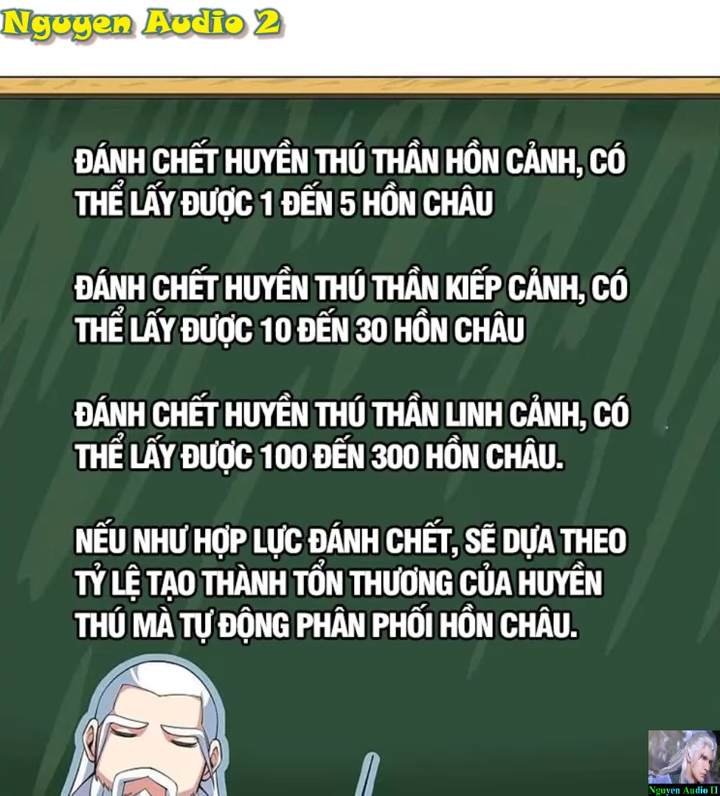 Nguyen Audio 2
ĐÁNH CHẾT HUYỀN THÚ THẦN HỒN CẢNH, CÓ
THỂ LẤY ĐƯỢC 1 ĐẾN 5 HỒN CHÂU
ĐÁNH CHẾT HUYỀN THÚ THẦN KIẾP CẢNH, CÓ
THỂ LẤY ĐƯỢC 10 ĐẾN 30 HỒN CHÂU
ĐÁNH CHẾT HUYỀN THÚ THẦN LINH CẢNH, CÓ
THỂ LẤY ĐƯỢC 100 ĐẾN 300 HỒN CHÂU.
NẾU NHƯ HỢP LỰC ĐÁNH CHẾT, SẼ DỰA THEO
TỶ LỆ TẠO THÀNH TỔN THƯƠNG CỦA HUYỀN
THÚ MÀ TỰ ĐỘNG PHÂN PHỐI HỒN CHÂU.
Nguyen Audio II